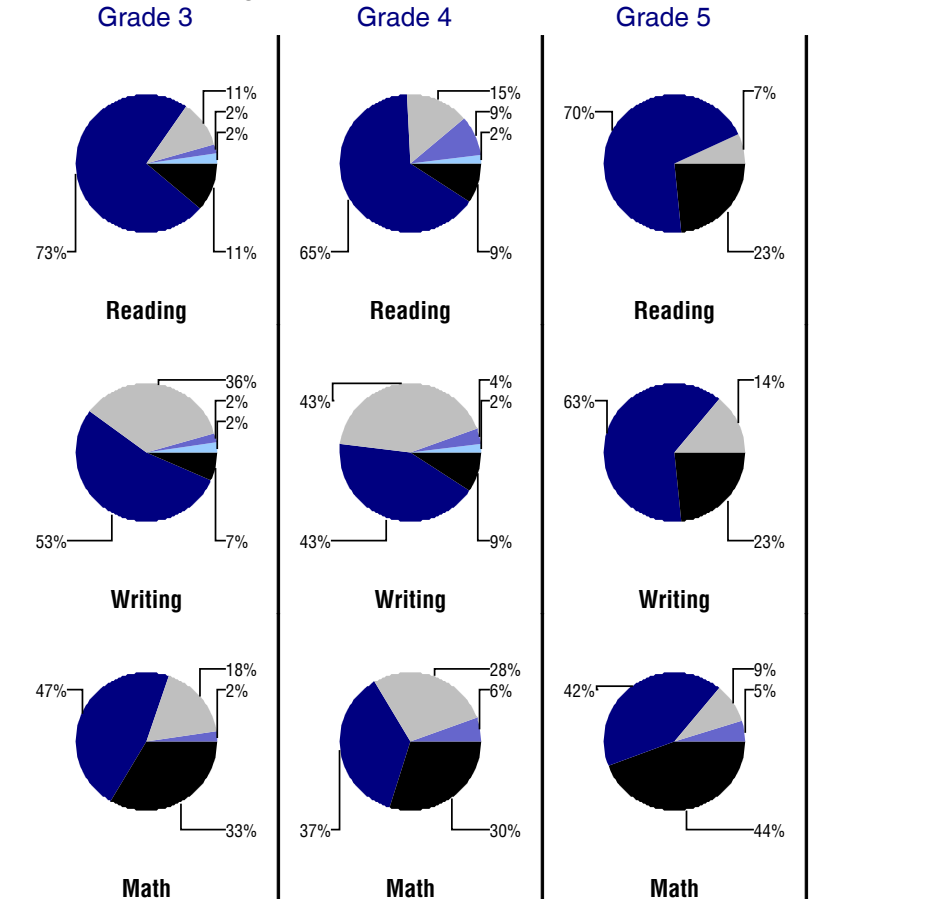 Grade 3 Grade 4 Grade 5
11% 15% 7%
2% 9% 70%
2% 2%
73% 11% 65% 9% 23%
Reading Reading Reading
36% 4% 14%
2% 43% 2% 63%
2%
53% 7% 43% 9% 23%
Writing Writing Writing
18% 28% 9%
47% 2% 6% 42% 5%
33% 37% 30% 44%
Math Math Math